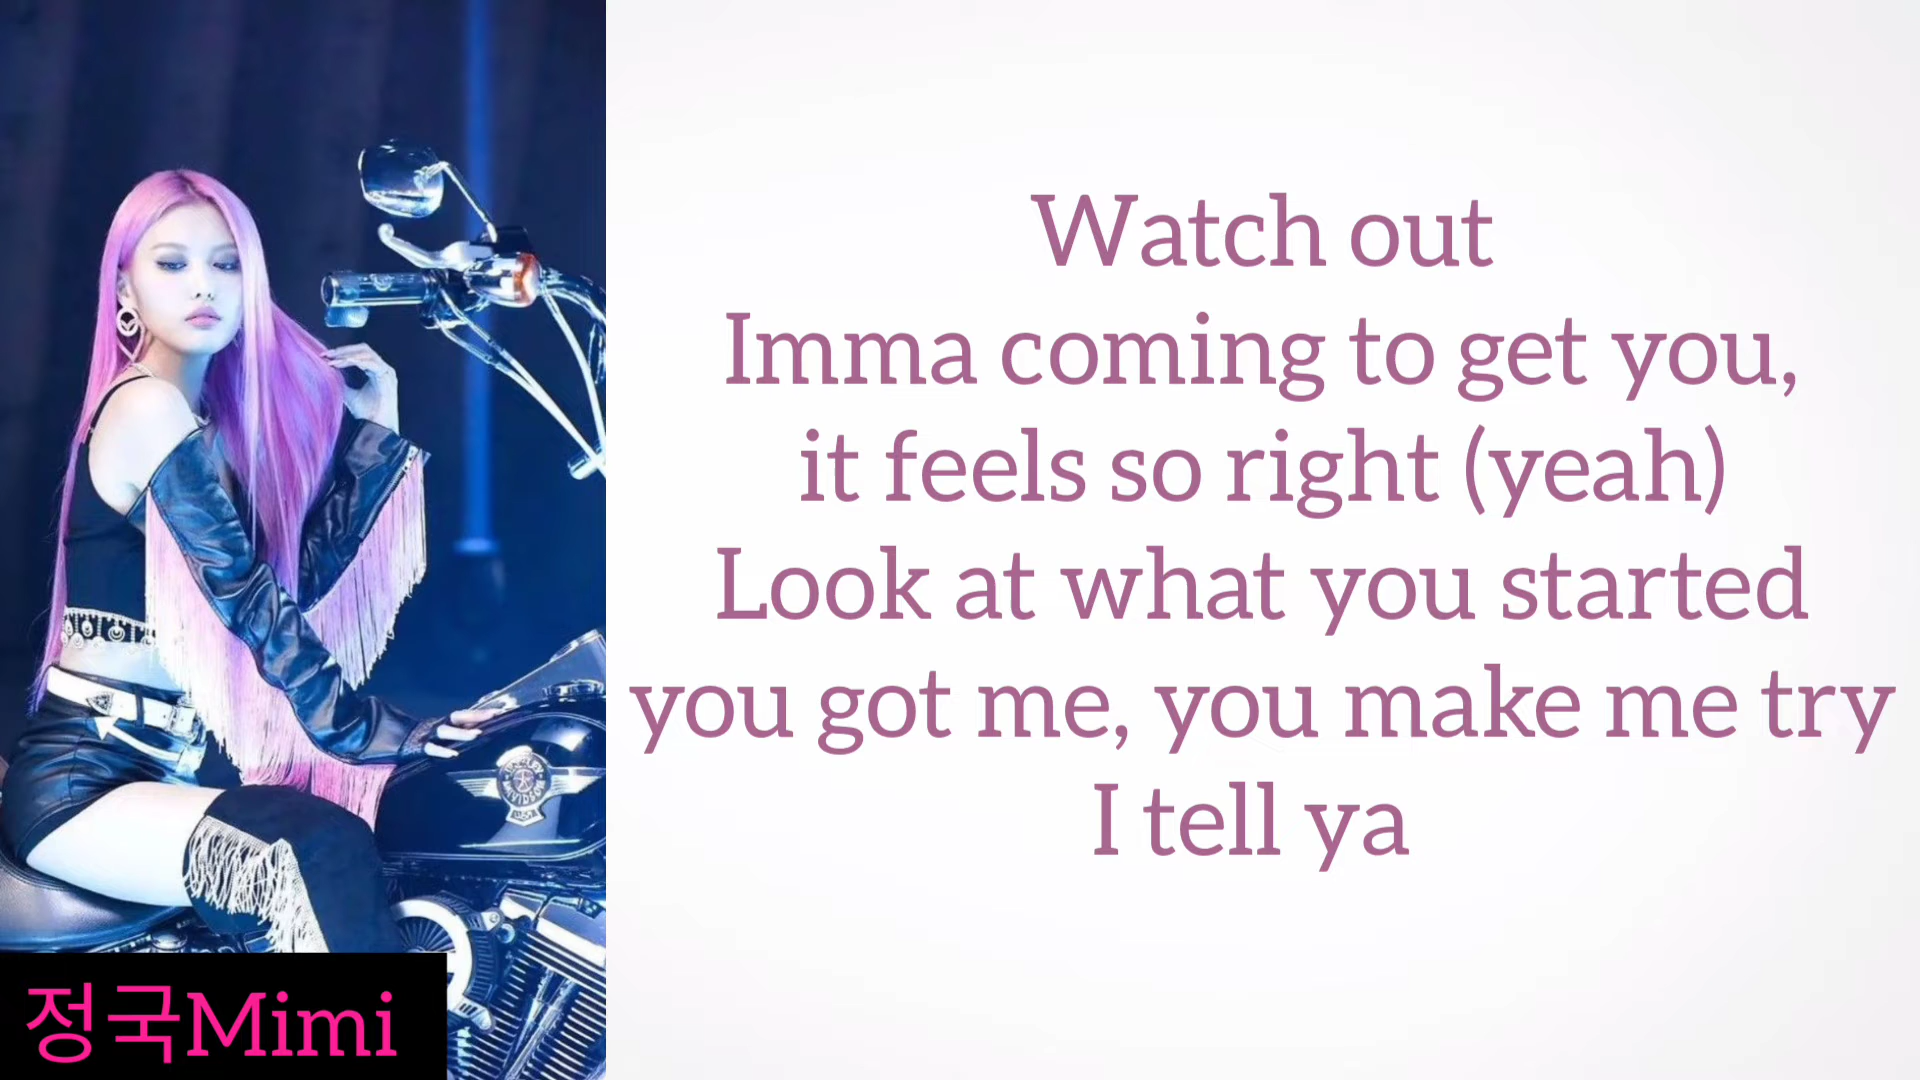 Watch out
Imma coming to get you,
it feels so right (yeah)
Look at what you started
you got me, you make me try
I tell ya
정국Mimi